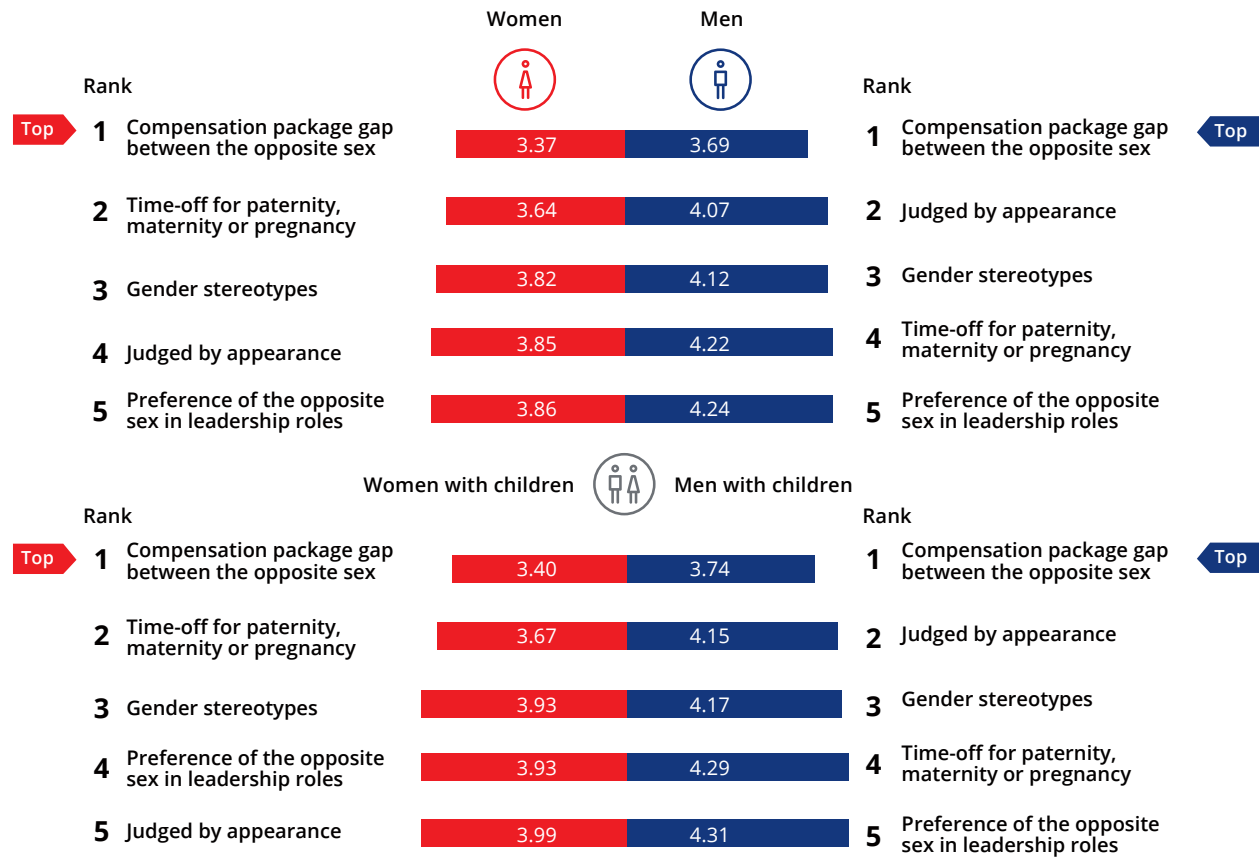 Women
Men
Rank
Rank
Top
1
Compensation package gap
between the opposite sex
3.37
3.69
1
Compensation package gap
between the opposite sex
Top
2
Time-off for paternity,
maternity or pregnancy
3.64
4.07
2
Judged by appearance
3
Gender stereotypes
3.82
4.12
3
Gender stereotypes
4
Judged by appearance
3.85
4.22
4
Time-off for paternity,
maternity or pregnancy
5
Preference of the opposite
sex in leadership roles
3.86
4.24
5
Preference of the opposite
sex in leadership roles
Women with children
Men with children
Rank
Rank
Top
1
Compensation package gap
between the opposite sex
3.40
3.74
1
Compensation package gap
between the opposite sex
Top
2
Time-off for paternity,
maternity or pregnancy
3.67
4.15
2
Judged by appearance
3
Gender stereotypes
3.93
4.17
3
Gender stereotypes
4
Preference of the opposite
sex in leadership roles
3.93
4.29
4
Time-off for paternity,
maternity or pregnancy
5
Judged by appearance
3.99
4.31
5
Preference of the opposite
sex in leadership roles